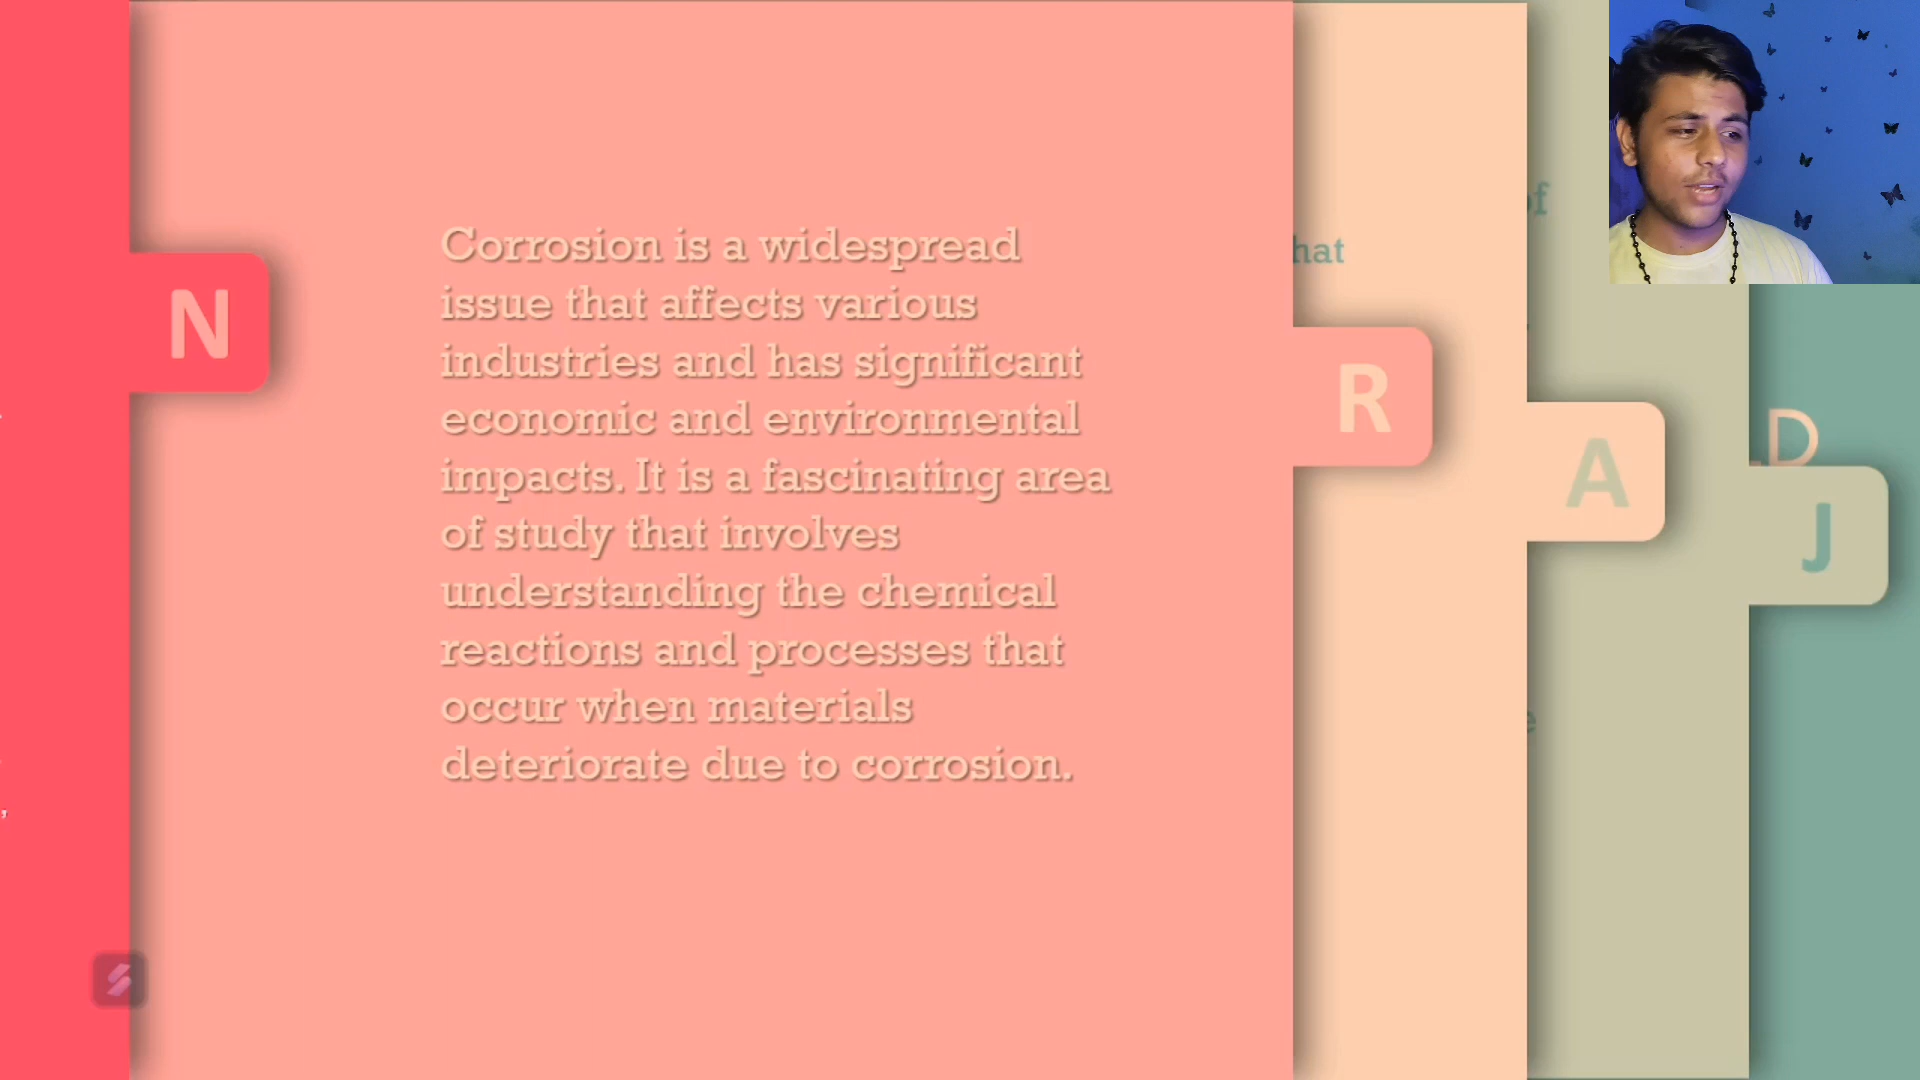 N
Corrosion is a widespread
issue that affects various
industries and has significant
economic and environmental
impacts. It is a fascinating area
of study that involves
understanding the chemical
reactions and processes that
occur when materials
deteriorate due to corrosion.
hat
R
of
A
D
J